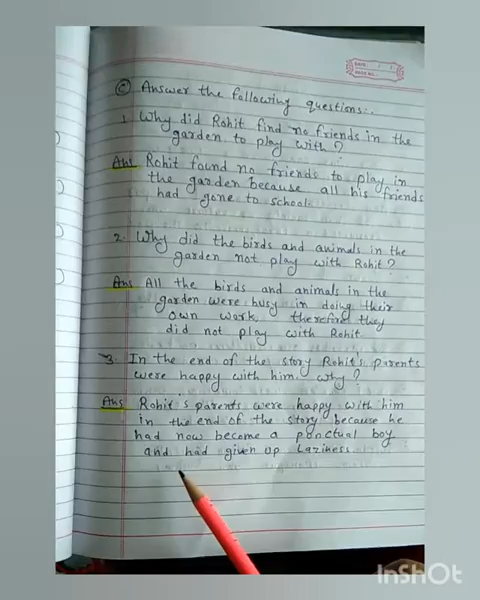 DATE: / /
PAGE NO.:
(C) Answer the following questions:-
1. Why did Rohit find no friends in the
garden to play with?
Ans Rohit found no friends to play in
the garden because all his friends
had gone to school.
2. Why did the birds and animals in the
garden not play with Rohit?
Ans All the birds and animals in the
garden were busy in doing their
own work, therefore they
did not play with Rohit
3. In the end of the story Rohit's parents
were happy with him. Why?
Ans Rohit's parents were happy with him
in the end of the story because he
had now become a punctual boy
and had given up laziness.
InShOt